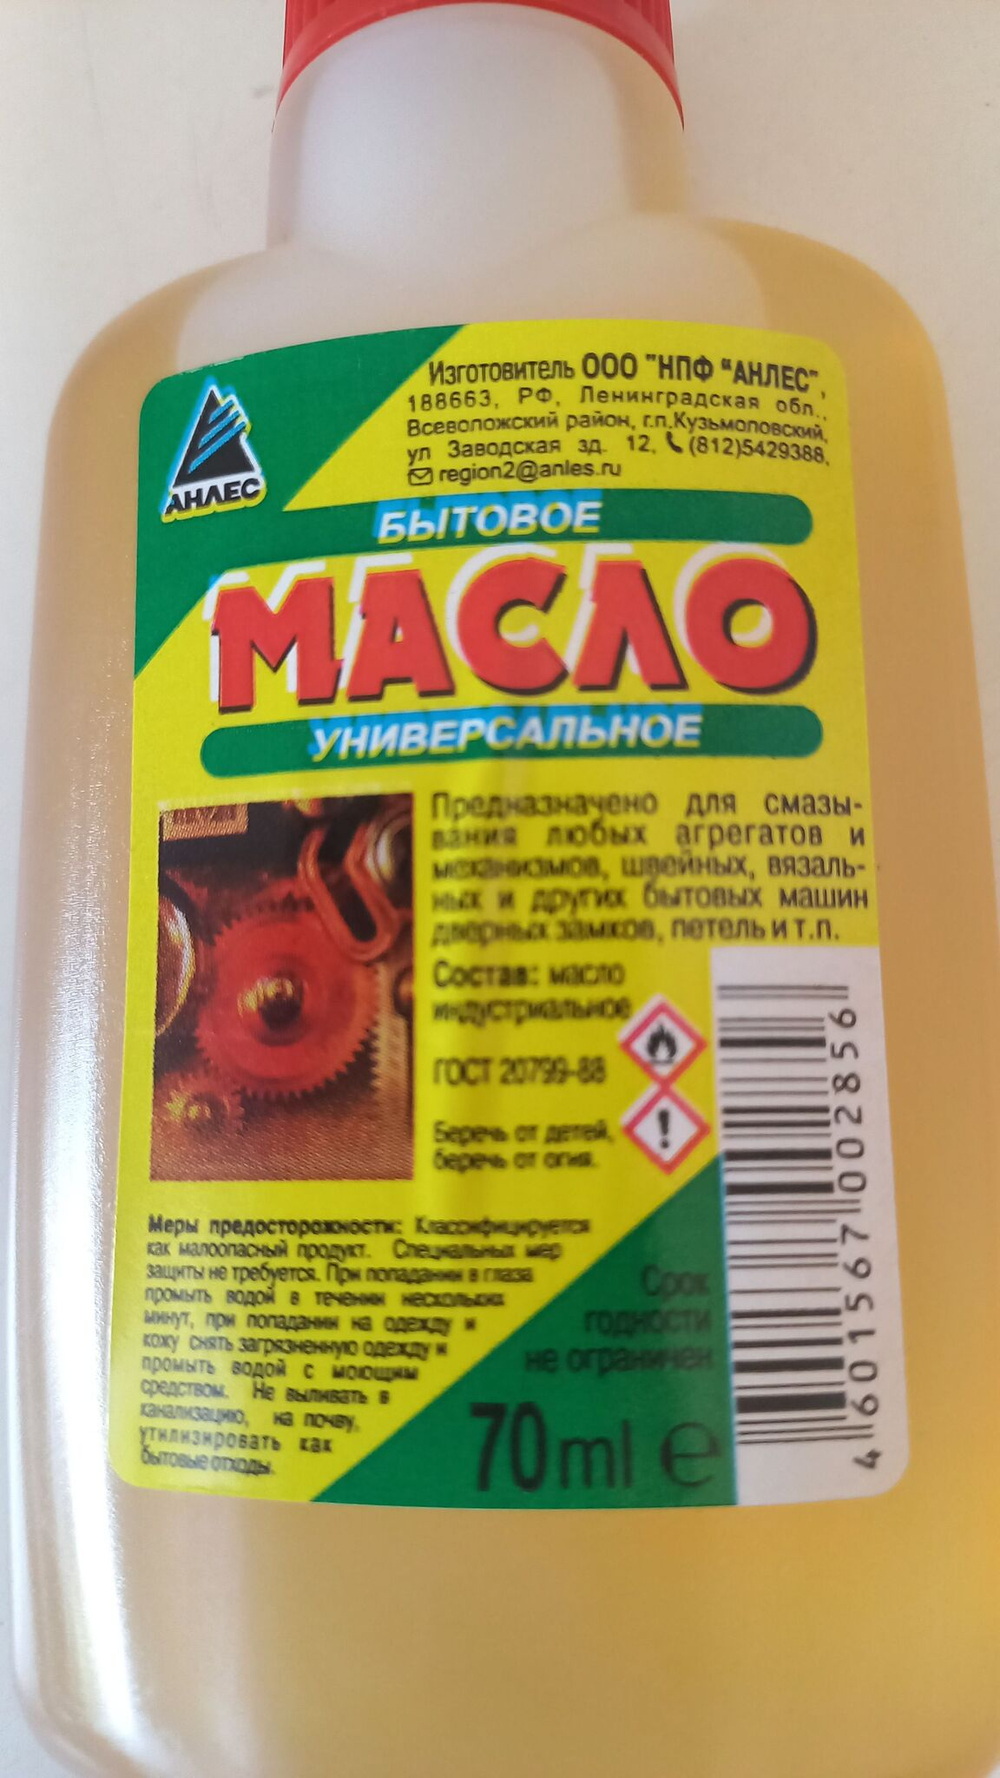 АНЛЕС
Изготовитель ООО "НПФ "АНЛЕС",
188663, РФ, Ленинградская обл.,
Всеволожский район, г.п.Кузьмоловский,
ул Заводская зд. 12, (812)5429388,
region2@anles.ru
БЫТОВОЕ
МАСЛО
УНИВЕРСАЛЬНОЕ
Предназначено для смазы-
вания любых агрегатов и
механизмов, швейных, вязаль-
ных и других бытовых машин
дверных замков, петель и т.п.
Состав: масло
индустриальное
ГОСТ 20799-88
Беречь от детей,
беречь от огня.
Меры предосторожности: Классифицируется
как малоопасный продукт. Специальных мер
защиты не требуется. При попадании в глаза
промыть водой в течении нескольких
минут, при попадании на одежду и
кожу снять загрязненную одежду и
промыть водой с моющим
средством. Не выливать в
канализацию, на почву,
утилизировать как
бытовые отходы.
Срок
годности
не ограничен
70 ml e
4 601567 002856